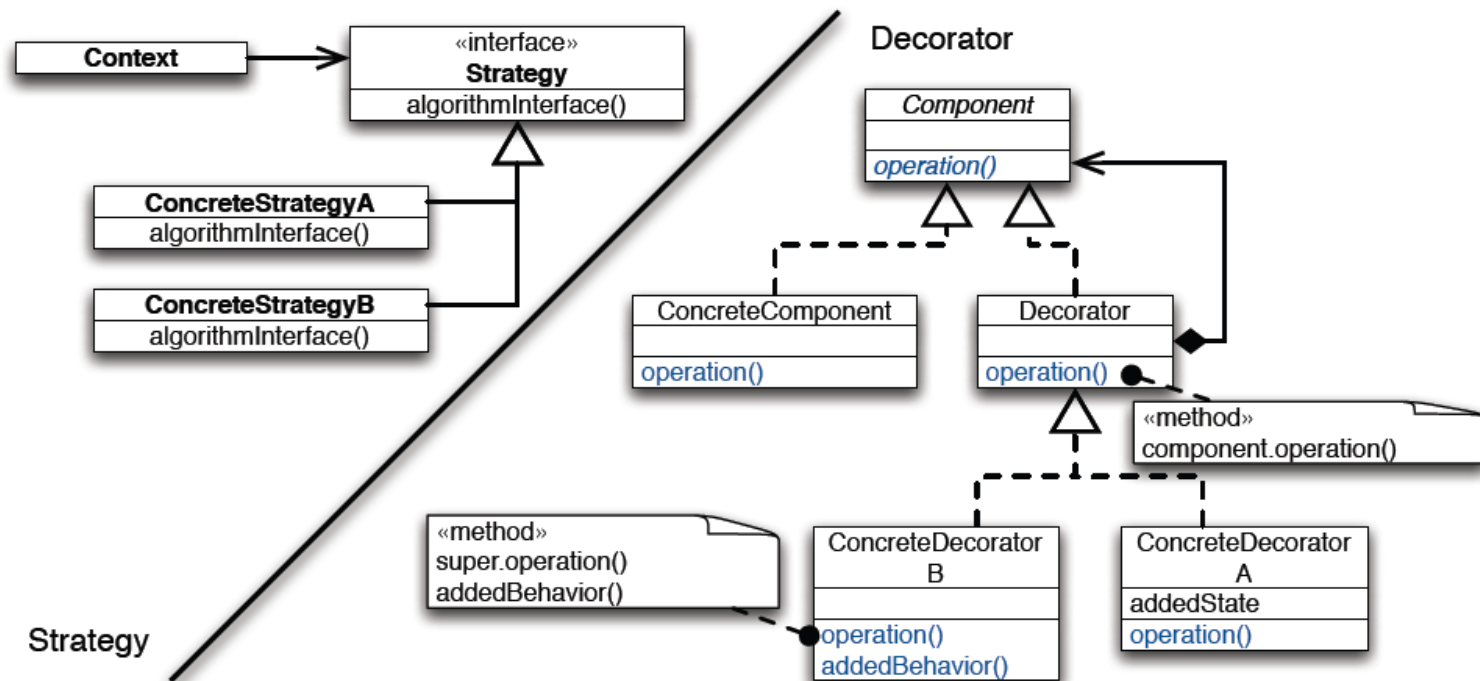 Context
«interface»
Strategy
algorithmInterface()
ConcreteStrategyA
algorithmInterface()
ConcreteStrategyB
algorithmInterface()
Strategy
Decorator
Component
operation()
ConcreteComponent
operation()
Decorator
operation()
«method»
component.operation()
«method»
super.operation()
addedBehavior()
ConcreteDecorator
B
operation()
addedBehavior()
ConcreteDecorator
A
addedState
operation()